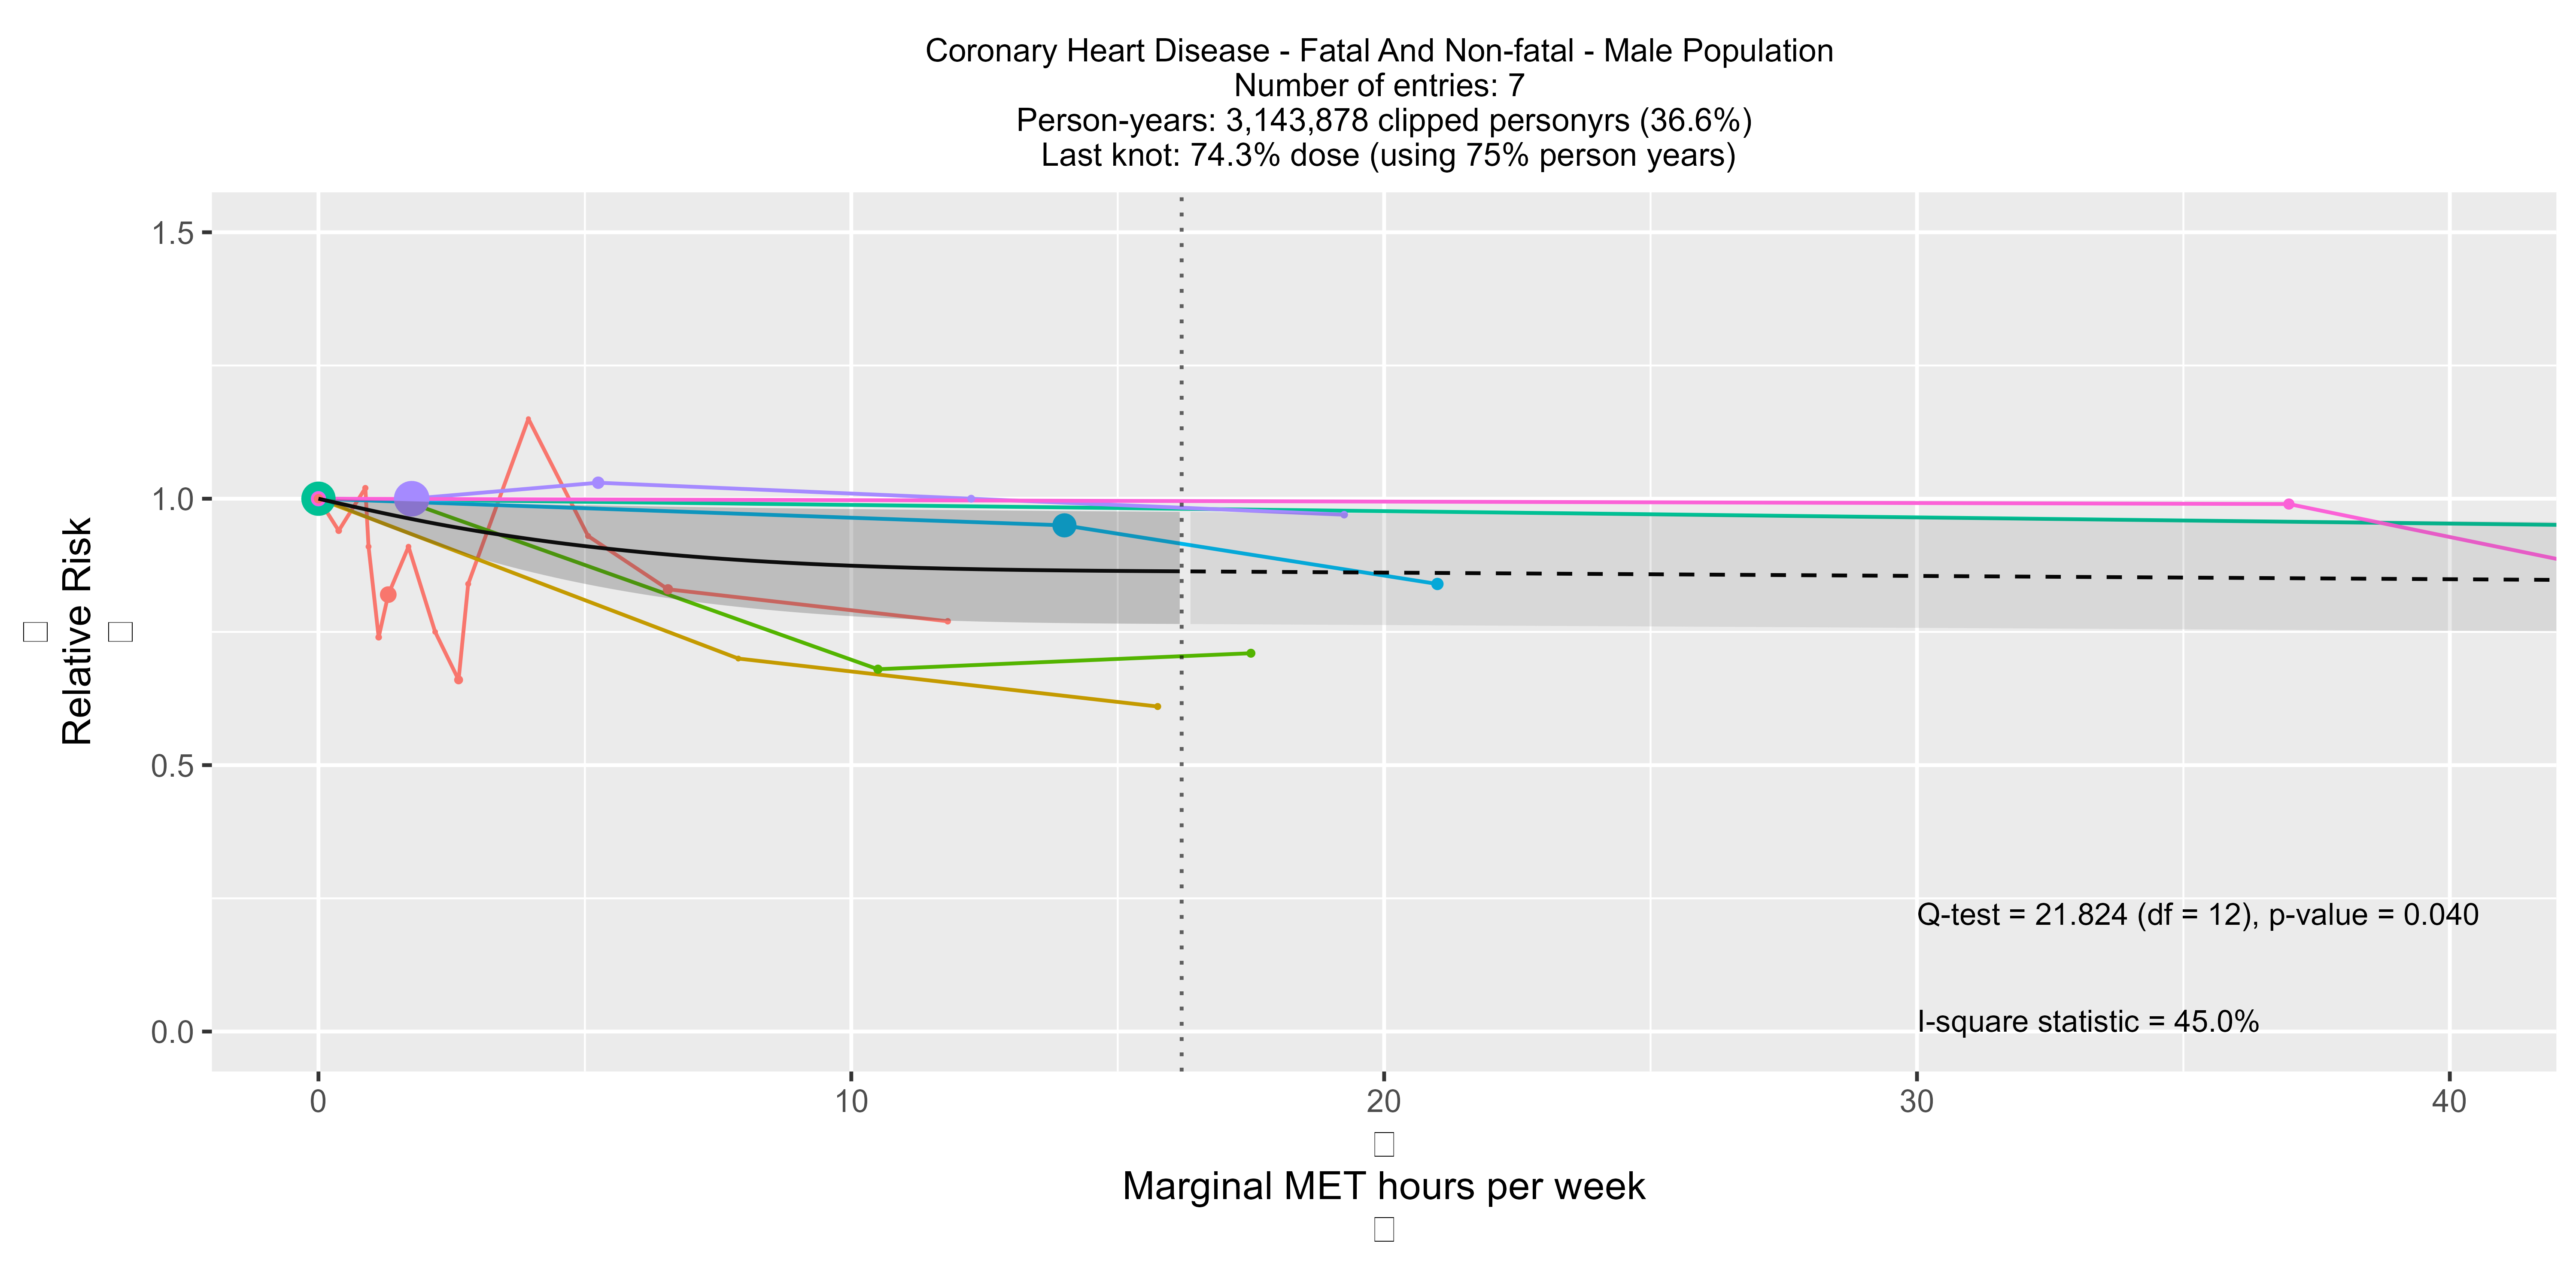 Coronary Heart Disease - Fatal And Non-fatal - Male Population
Number of entries: 7
Person-years: 3,143,878 clipped personyrs (36.6%)
Last knot: 74.3% dose (using 75% person years)
1.5
1.0
0.5
0.0
Relative Risk
Q-test = 21.824 (df = 12), p-value = 0.040
I-square statistic = 45.0%
0 10 20 30 40
Marginal MET hours per week